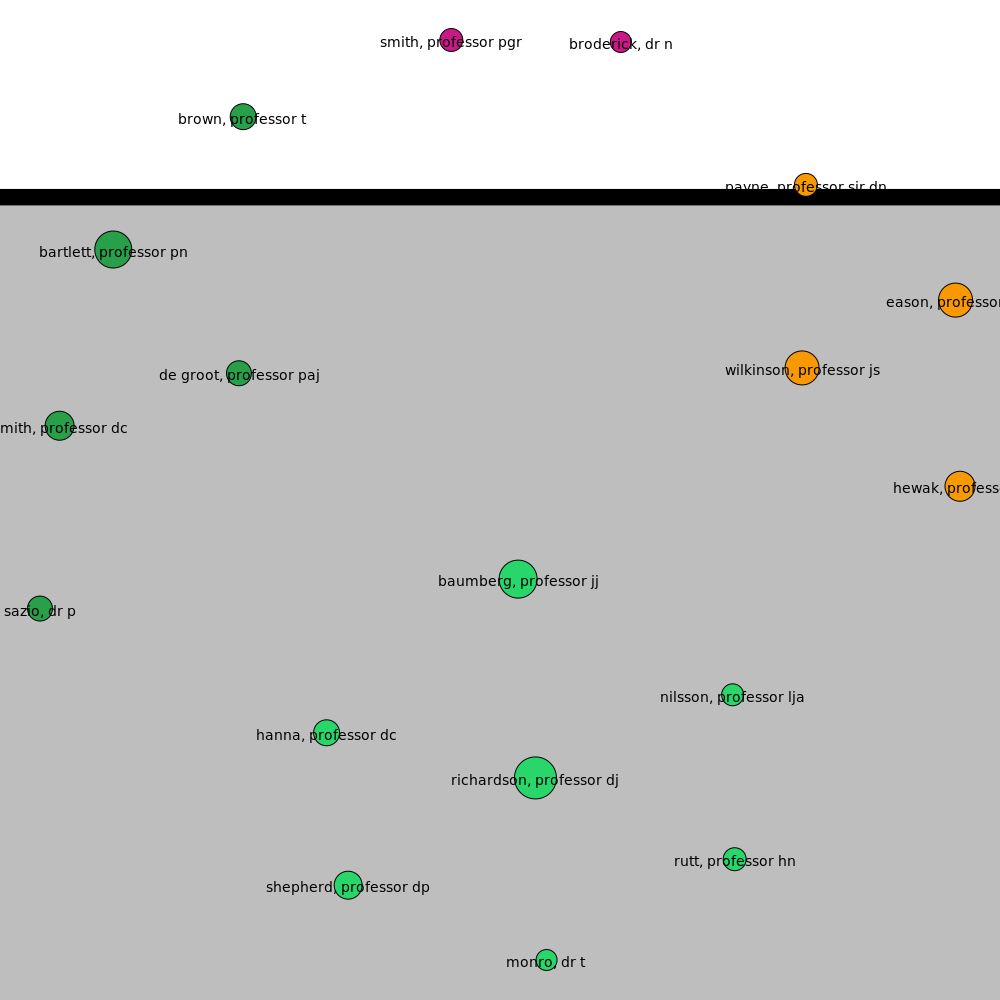 smith, professor pgr
broderick, dr n
brown, professor t
payne, professor sir dn
bartlett, professor pn
eason, professor
wilkinson, professor js
de groot, professor paj
mith, professor dc
hewak, profess
baumberg, professor jj
sazio, dr p
nilsson, professor lja
hanna, professor dc
richardson, professor dj
rutt, professor hn
shepherd, professor dp
monro, dr t